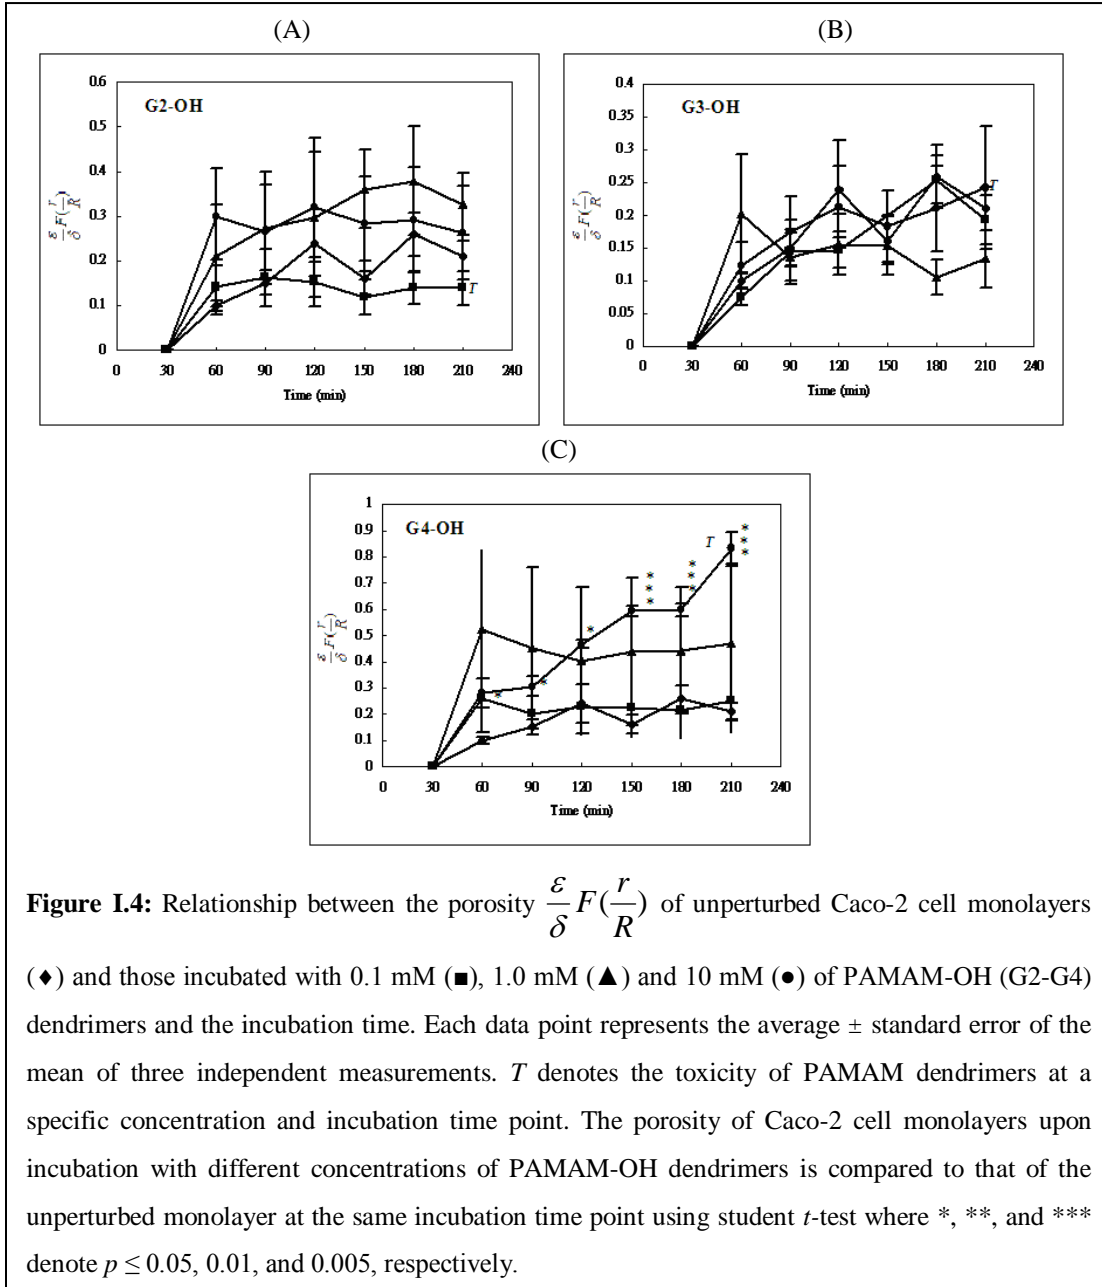 (A)
(B)
0.6
0.5
0.4
0.3
0.2
0.1
0
G2-OH
ε/δ F(r/R)
T
0 30 60 90 120 150 180 210 240
Time (min)
0.4
0.35
0.3
0.25
0.2
0.15
0.1
0.05
0
G3-OH
ε/δ F(r/R)
T
0 30 60 90 120 150 180 210 240
Time (min)
(C)
1
0.9
0.8
0.7
0.6
0.5
0.4
0.3
0.2
0.1
0
G4-OH
ε/δ F(r/R)
T
*
*
*
***
***
***
0 30 60 90 120 150 180 210 240
Time (min)
Figure I.4: Relationship between the porosity ε/δ F(r/R) of unperturbed Caco-2 cell monolayers
(♦) and those incubated with 0.1 mM (■), 1.0 mM (▲) and 10 mM (●) of PAMAM-OH (G2-G4)
dendrimers and the incubation time. Each data point represents the average ± standard error of the
mean of three independent measurements. T denotes the toxicity of PAMAM dendrimers at a
specific concentration and incubation time point. The porosity of Caco-2 cell monolayers upon
incubation with different concentrations of PAMAM-OH dendrimers is compared to that of the
unperturbed monolayer at the same incubation time point using student t-test where *, **, and ***
denote p ≤ 0.05, 0.01, and 0.005, respectively.